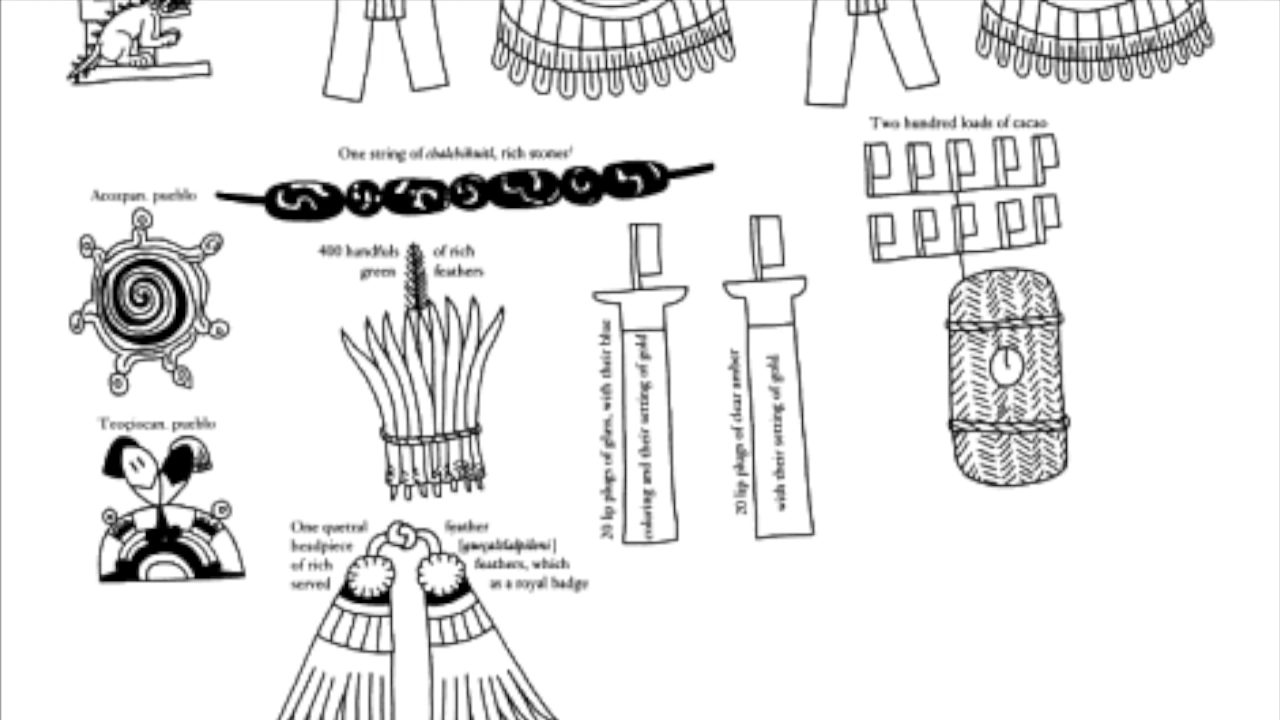 Two hundred loads of cacao
One string of chalchihuitl, rich stones¹
Acozpan. pueblo
400 handfuls of rich
green feathers
20 lip plugs of glass, with their blue
coloring and their setting of gold
20 lip plugs of clear amber
with their setting of gold
Teoçiocan. pueblo
One quetzal feather
headpiece
of rich feathers, which
served as a royal badge